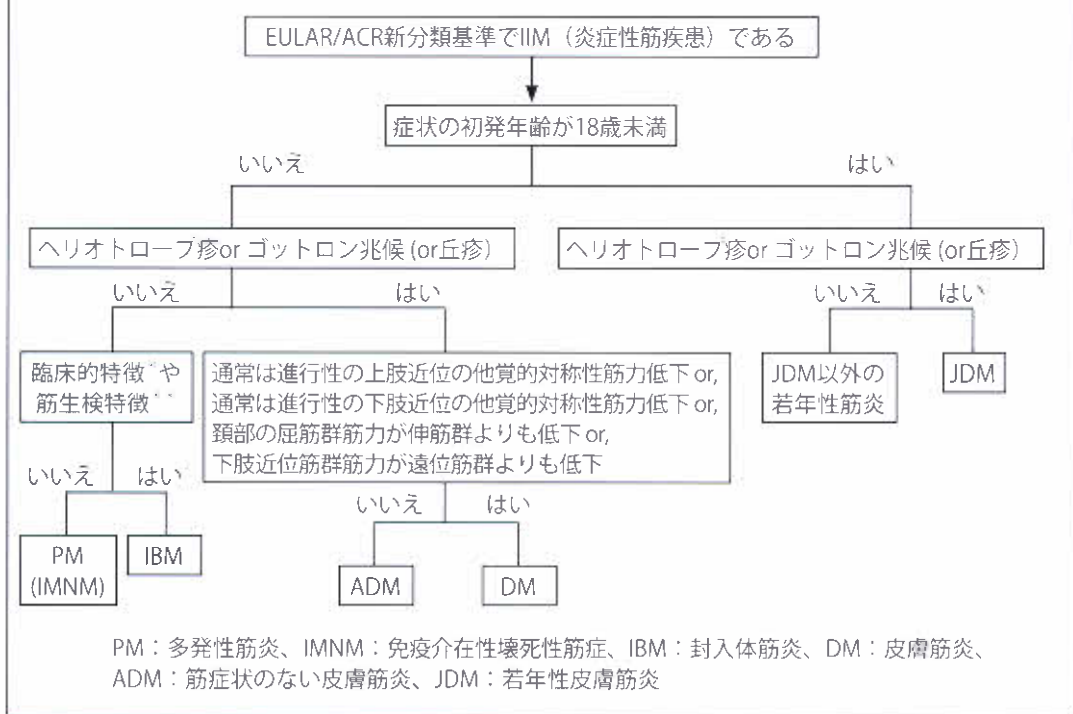 EULAR/ACR新分類基準でIIM（炎症性筋疾患）である
症状の初発年齢が18歳未満
いいえ
はい
ヘリオトロープ疹or ゴットロン兆候 (or丘疹）
ヘリオトロープ疹or ゴットロン兆候 (or丘疹）
いいえ
はい
いいえ
はい
臨床的特徴*や
筋生検特徴**
通常は進行性の上肢近位の他覚的対称性筋力低下 or,
通常は進行性の下肢近位の他覚的対称性筋力低下 or,
頚部の屈筋群筋力が伸筋群よりも低下 or,
下肢近位筋群筋力が遠位筋群よりも低下
JDM以外の
若年性筋炎
JDM
いいえ
はい
いいえ
はい
PM
(IMNM)
IBM
ADM
DM
PM：多発性筋炎、IMNM：免疫介在性壊死性筋症、IBM：封入体筋炎、DM：皮膚筋炎、
ADM：筋症状のない皮膚筋炎、JDM：若年性皮膚筋炎